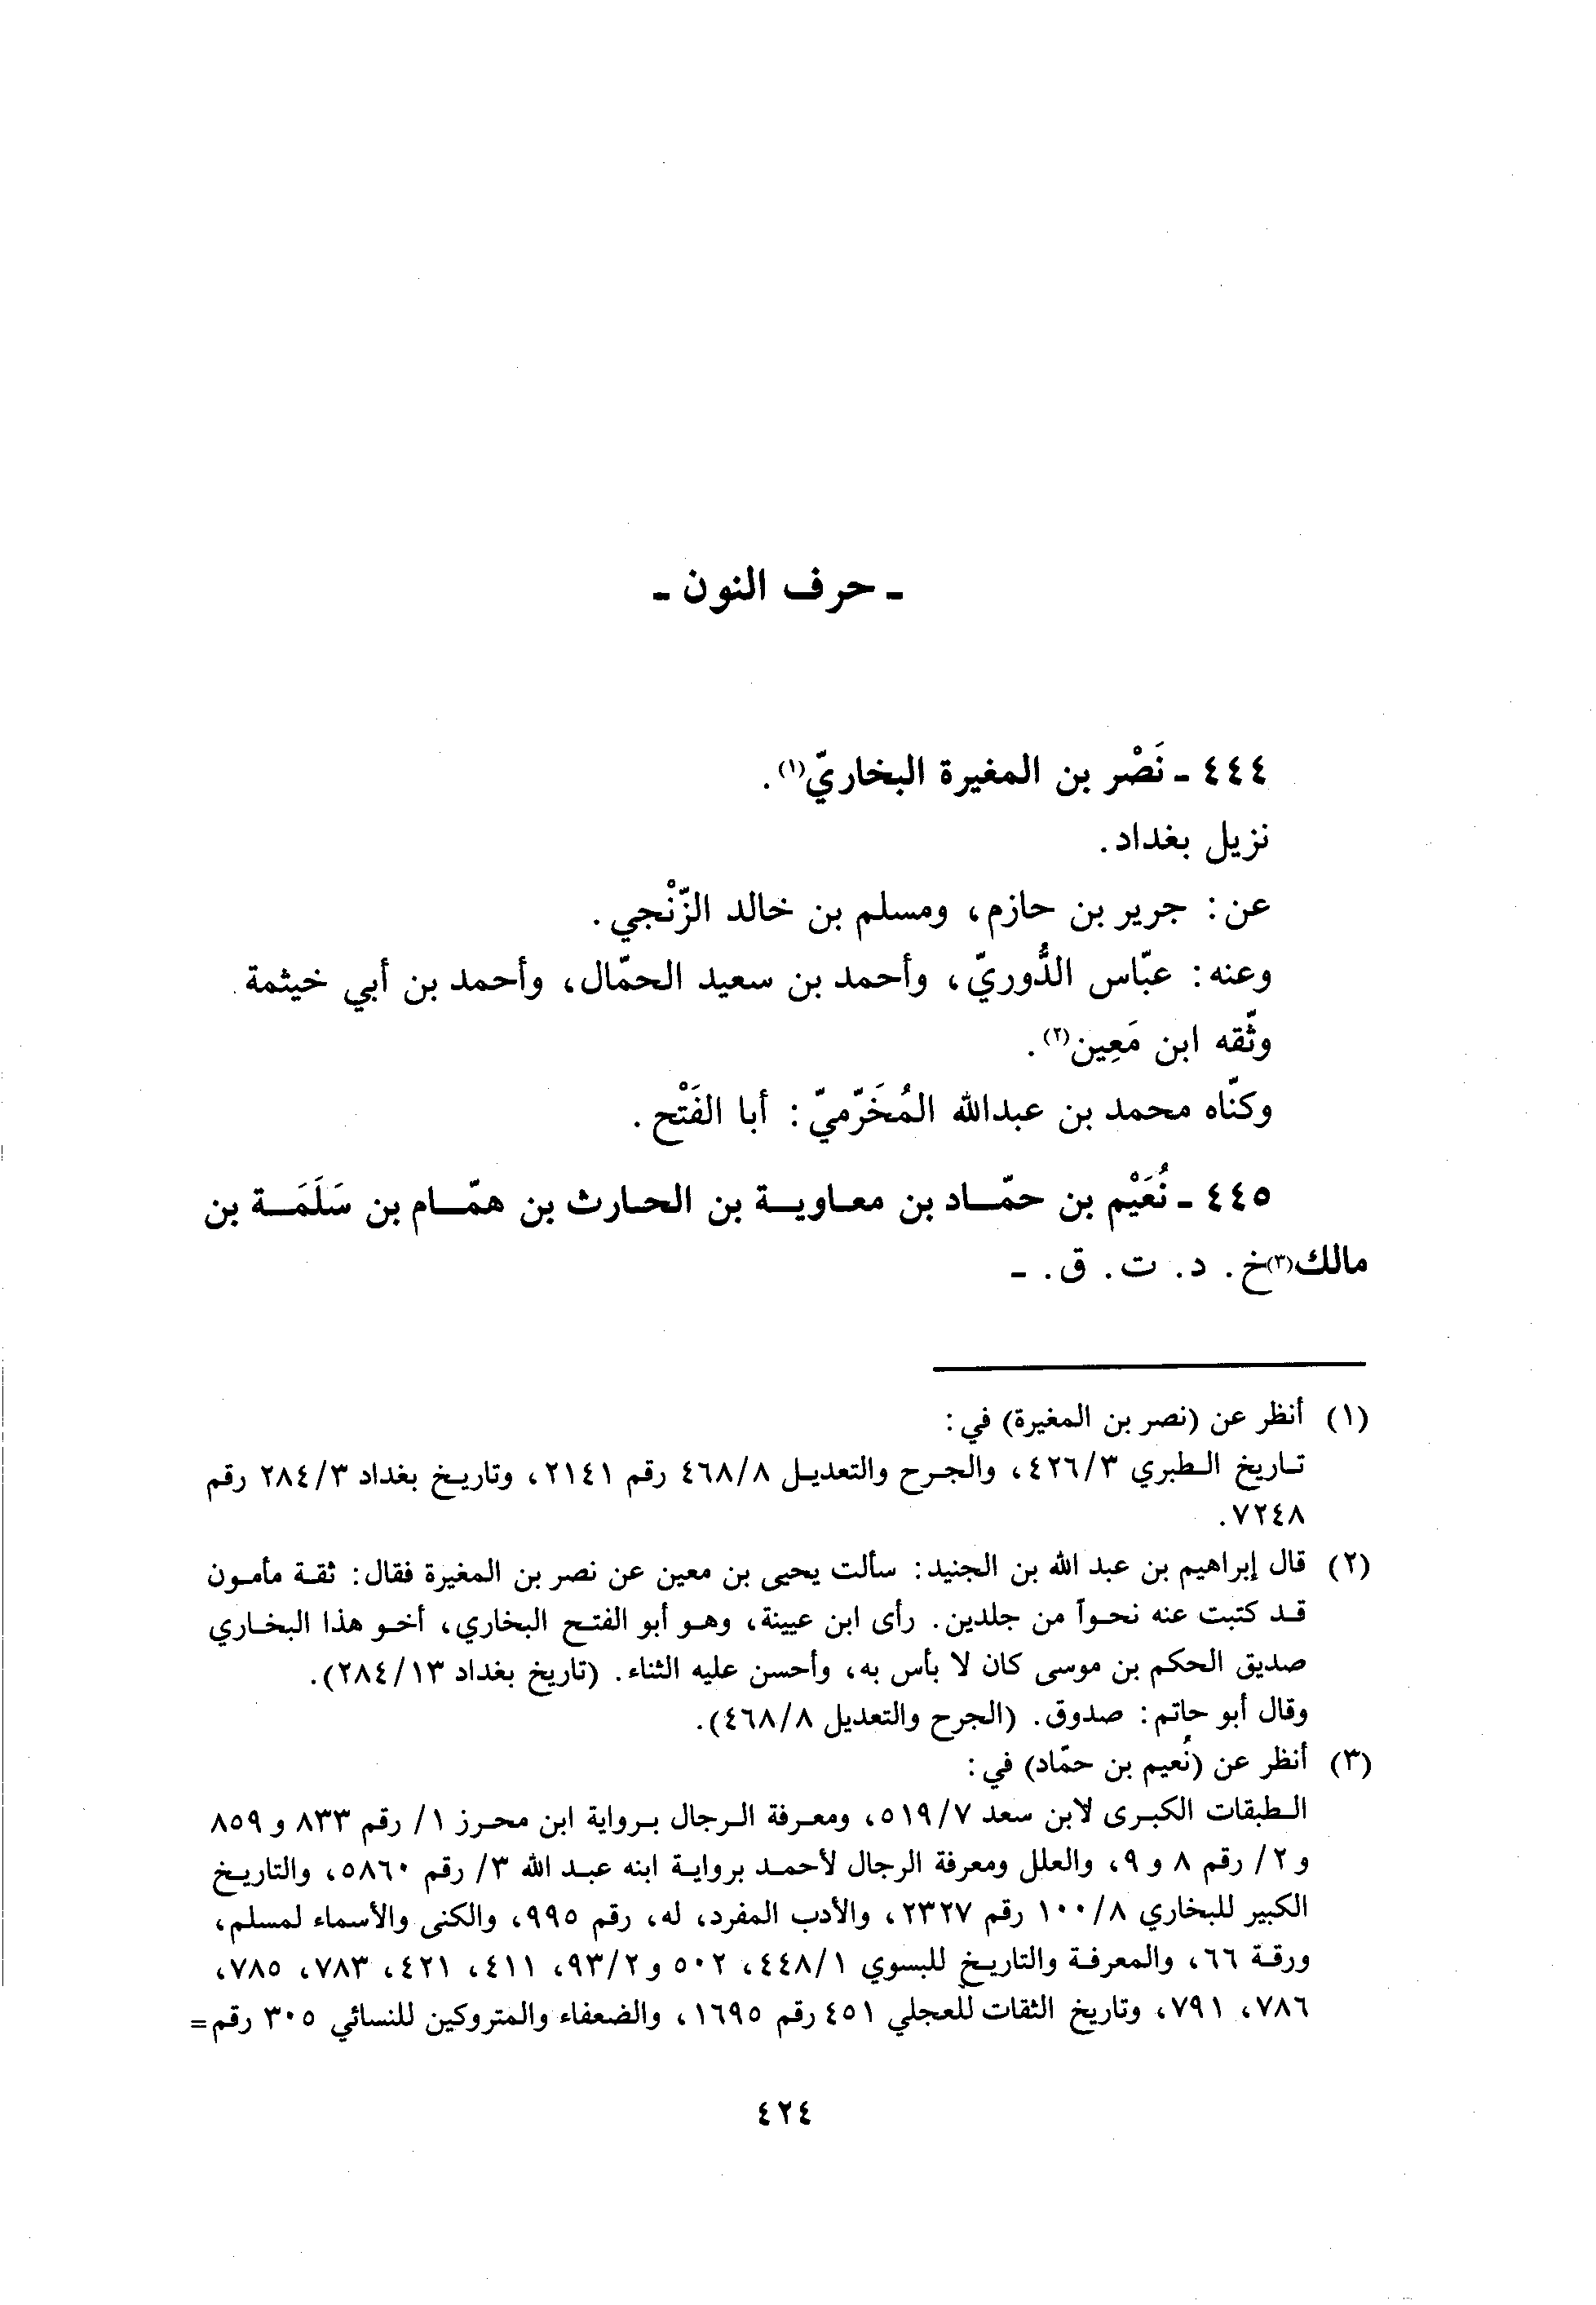 - حرف النون -
٤٤٤ - نَصْر بن المغيرة البخاريّ(١).
نزيل بغداد.
عن: جرير بن حازم، ومسلم بن خالد الزّنْجي.
وعنه: عبّاس الدُّوريّ، وأحمد بن سعيد الحمّال، وأحمد بن أبي خيثمة.
وثّقه ابن مَعِين(٢).
وكنّاه محمد بن عبدالله المُخَرّميّ: أبا الفَتْح.
٤٤٥ - نُعَيْم بن حمّاد بن معاوية بن الحارث بن همّام بن سَلَمَة بن
مالك(٣)خ. د. ت. ق. -
(١) أنظر عن (نصر بن المغيرة) في:
تاريخ الطبري ٤٢٦/٣، والجرح والتعديل ٤٦٨/٨ رقم ٢١٤١، وتاريخ بغداد ٢٨٤/٣ رقم
٧٢٤٨.
(٢) قال إبراهيم بن عبد الله بن الجنيد: سألت يحيى بن معين عن نصر بن المغيرة فقال: ثقة مأمون
قد كتبت عنه نحواً من جلدين. رأى ابن عيينة، وهو أبو الفتح البخاري، أخو هذا البخاري
صديق الحكم بن موسى كان لا بأس به، وأحسن عليه الثناء. (تاريخ بغداد ٢٨٤/١٣).
وقال أبو حاتم: صدوق. (الجرح والتعديل ٤٦٨/٨).
(٣) أنظر عن (نُعيم بن حمّاد) في:
الطبقات الكبرى لابن سعد ٥١٩/٧، ومعرفة الرجال برواية ابن محرز ١/ رقم ٨٣٣ و ٨٥٩
و ٢/ رقم ٨ و ٩، والعلل ومعرفة الرجال لأحمد برواية ابنه عبد الله ٣/ رقم ٥٨٦٠، والتاريخ
الكبير للبخاري ١٠٠/٨ رقم ٢٣٢٧، والأدب المفرد، له، رقم ٩٩٥، والكنى والأسماء لمسلم،
ورقة ٦٦، والمعرفة والتاريخ للبسوي ٤٤٨/١، ٥٠٢ و٩٣/٢، ٤١١، ٤٢١، ٧٨٣، ٧٨٥،
٧٨٦، ٧٩١، وتاريخ الثقات للعجلي ٤٥١ رقم ١٦٩٥، والضعفاء والمتروكين للنسائي ٣٠٥ رقم=
٤٢٤